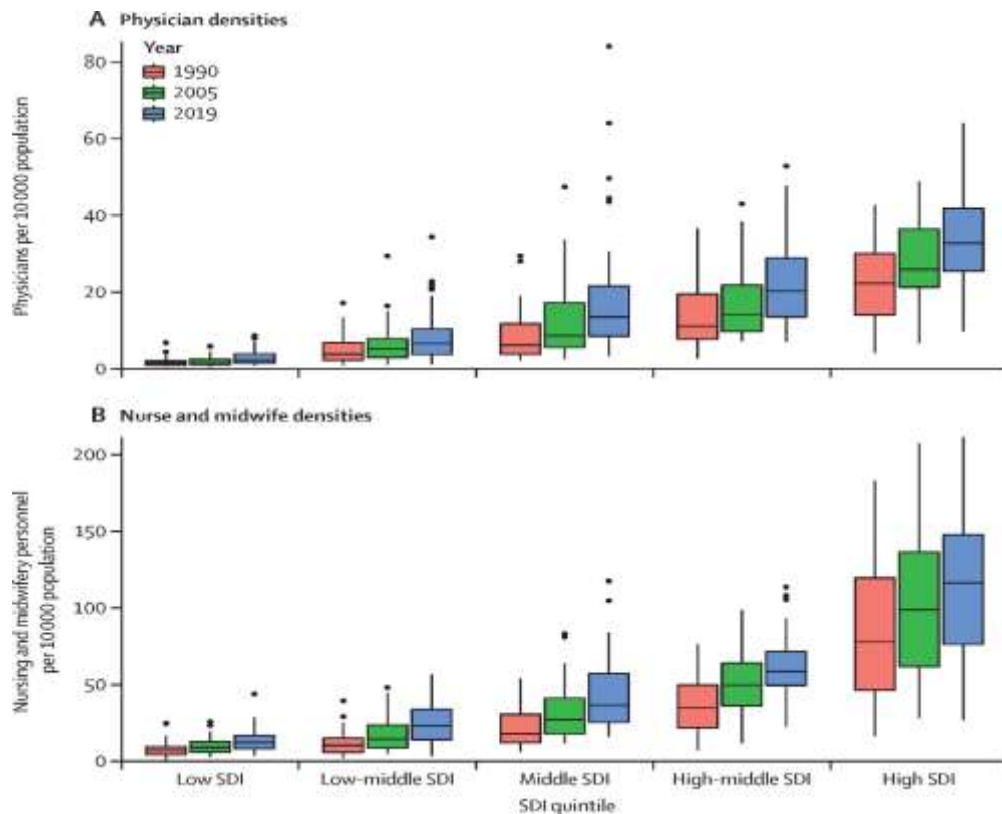 A Physician densities
Year
1990
2005
2019
Physicians per 10 000 population
80
60
40
20
0
B Nurse and midwife densities
Nursing and midwifery personnel
per 10 000 population
200
150
100
50
0
Low SDI
Low-middle SDI
Middle SDI
High-middle SDI
High SDI
SDI quintile